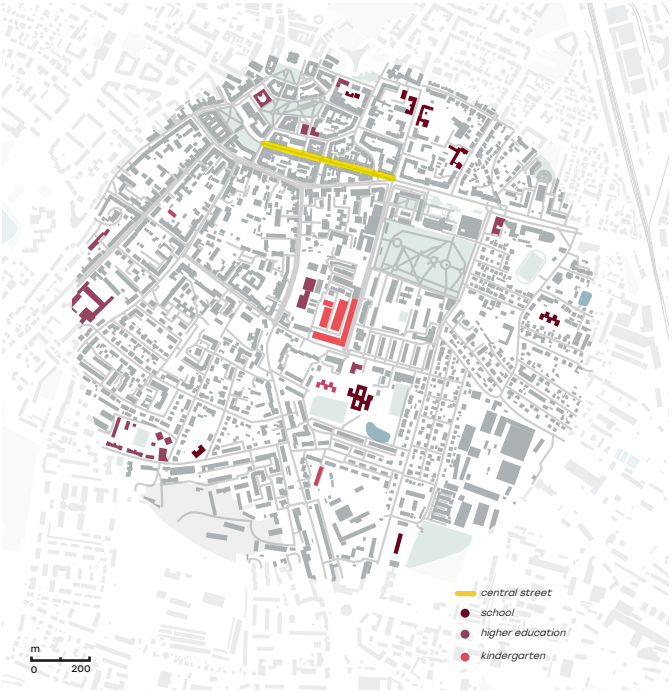 central street
school
higher education
kindergarten
m
0 200